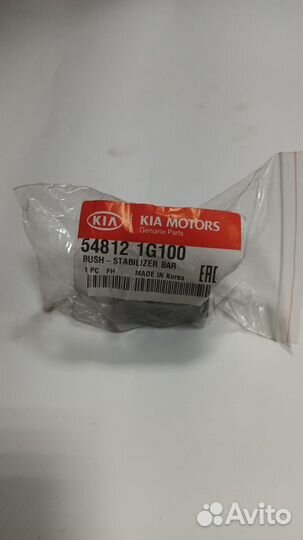 KIA KIA MOTORS
Genuine Parts
54812 1G100
BUSH-STABILIZER BAR
1 PC FH MADE IN Korea
EAC
Avito